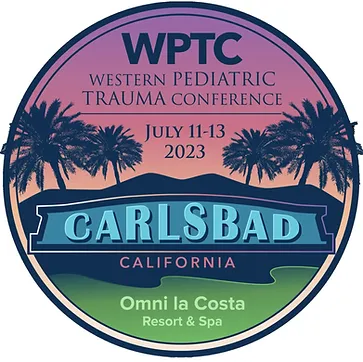 WPTC
WESTERN PEDIATRIC
TRAUMA CONFERENCE
JULY 11-13
2023
CARLSBAD
CALIFORNIA
Omni la Costa
Resort & Spa